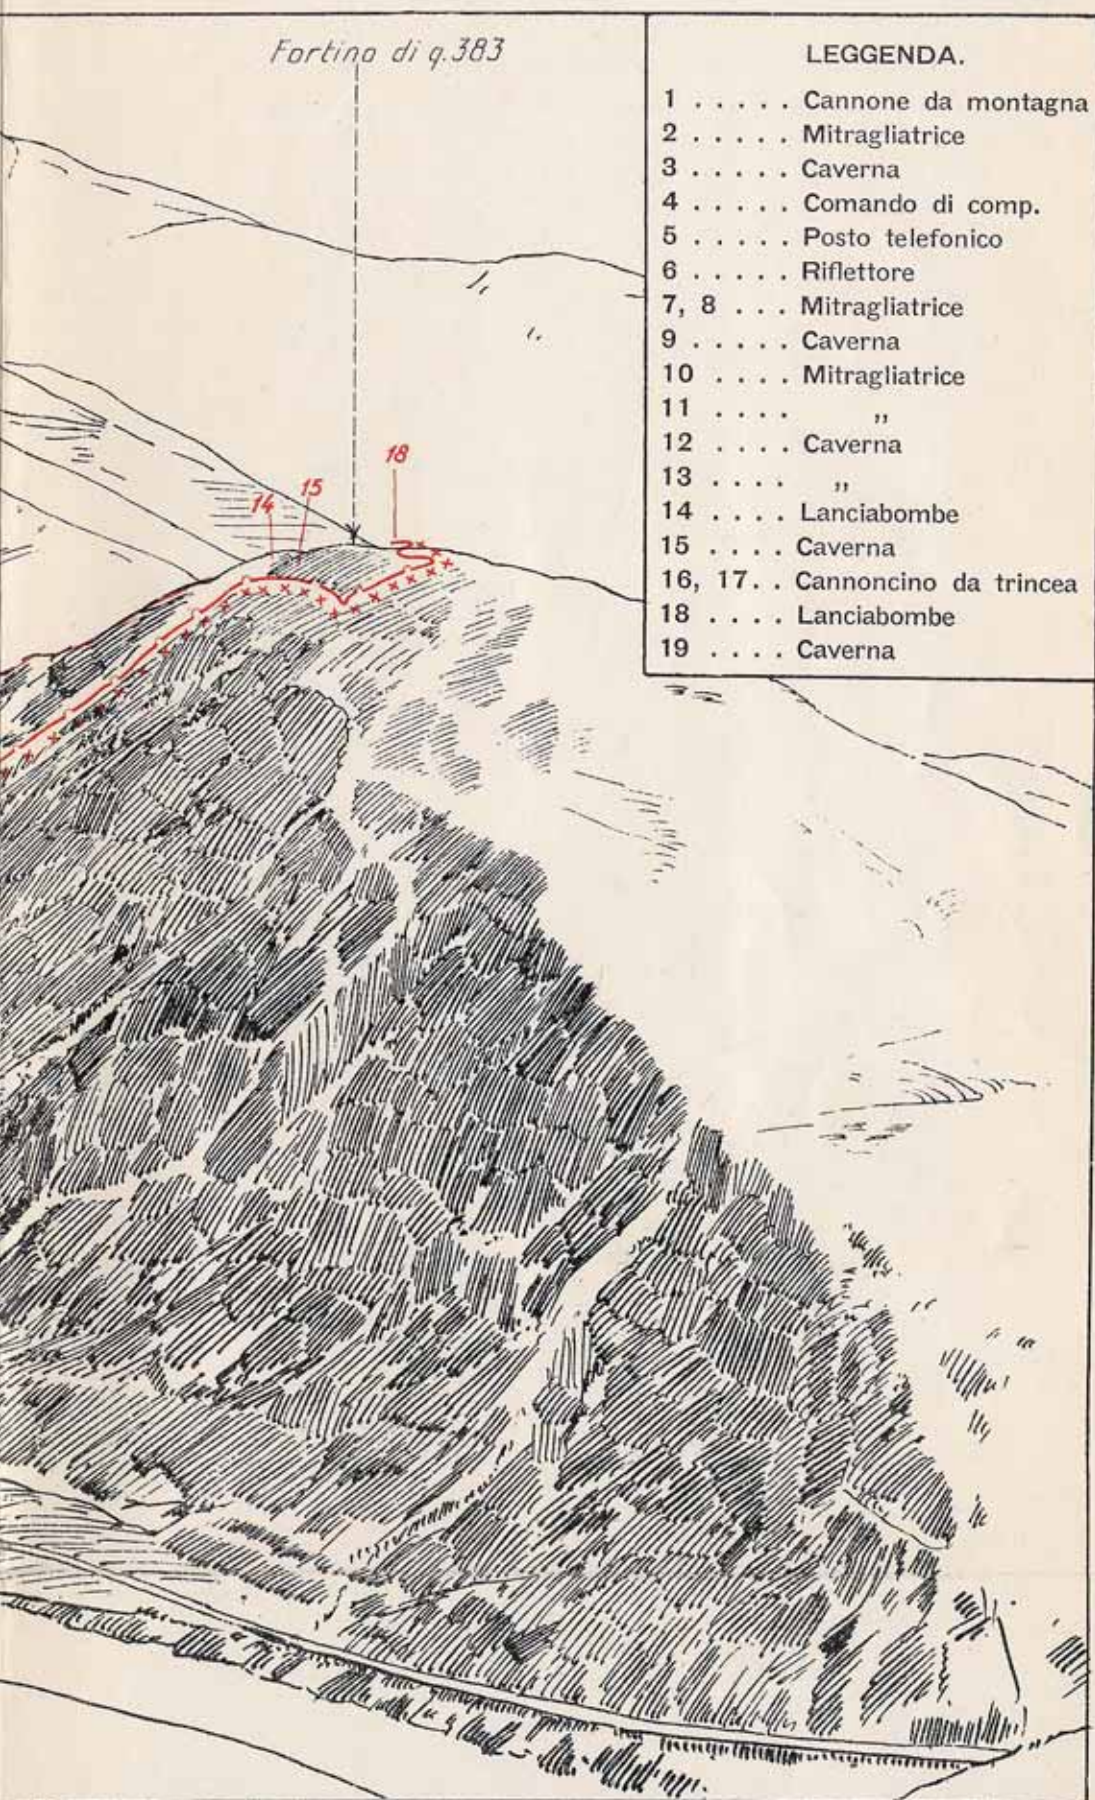 Fortino di q.383
LEGGENDA.
1 ..... Cannone da montagna
2 ..... Mitragliatrice
3 ..... Caverna
4 ..... Comando di comp.
5 ..... Posto telefonico
6 ..... Riflettore
7, 8 ... Mitragliatrice
9 ..... Caverna
10 .... Mitragliatrice
11 .... „
12 .... Caverna
13 .... „
14 .... Lanciabombe
15 .... Caverna
16, 17.. Cannoncino da trincea
18 .... Lanciabombe
19 .... Caverna
18
14 15